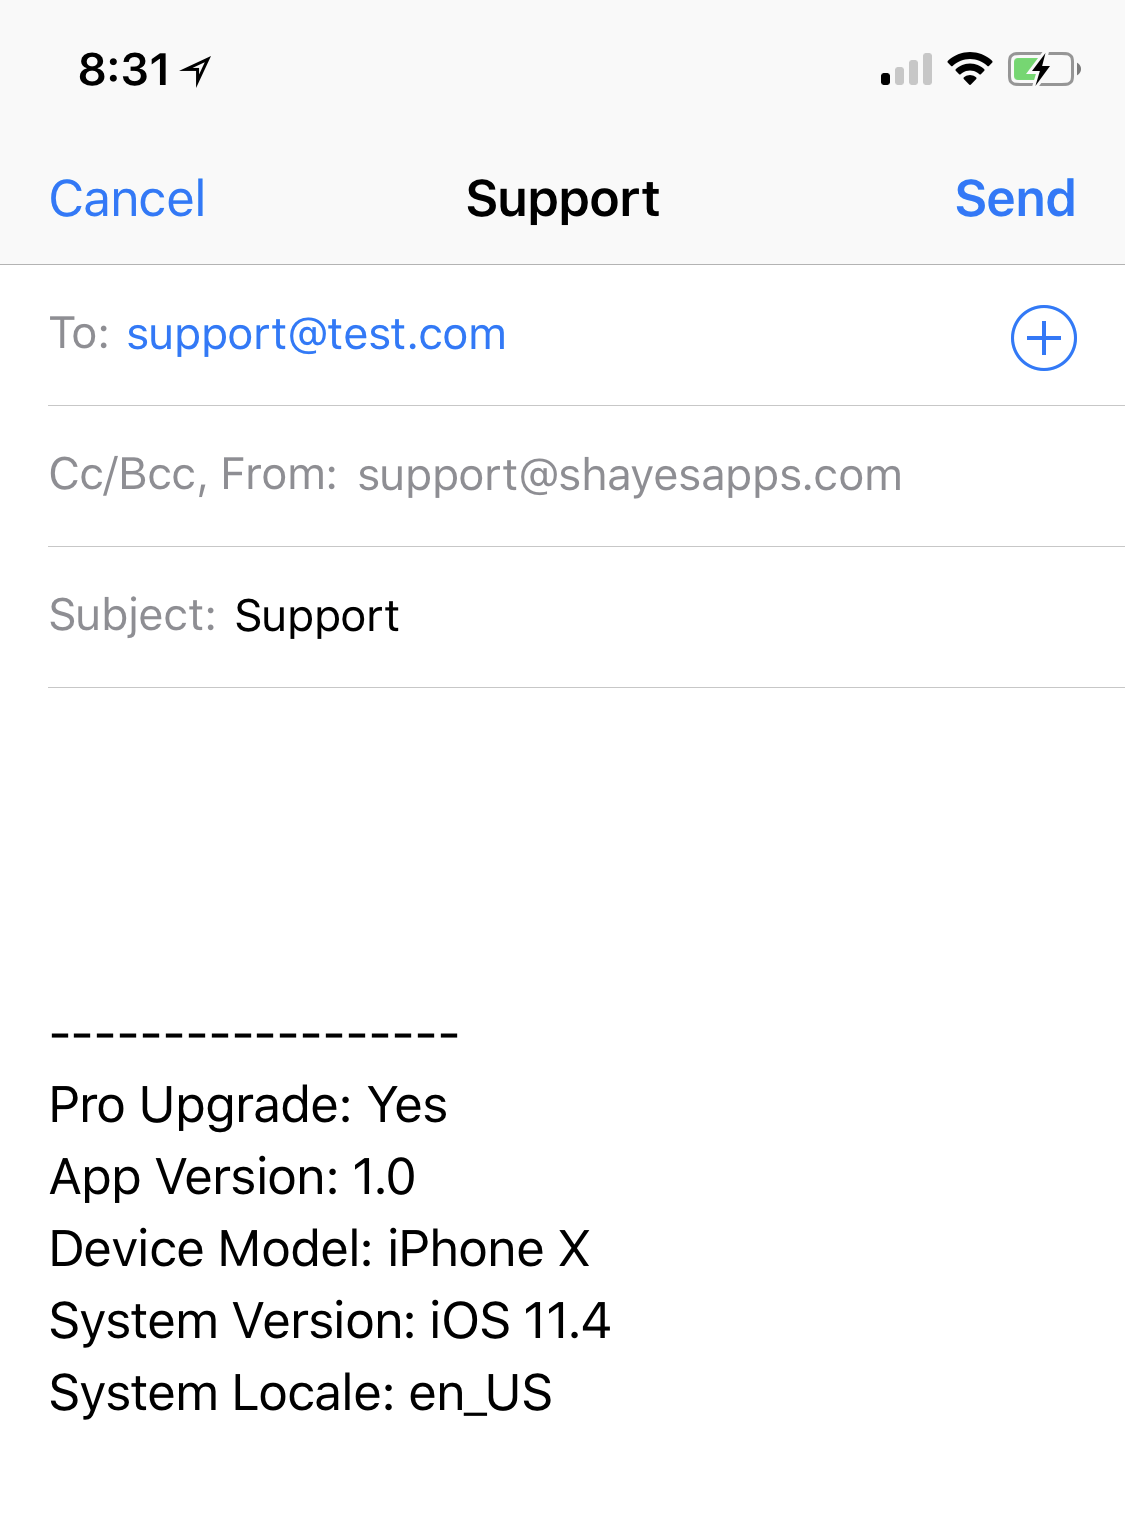 8:31
Cancel Support Send
To: support@test.com
Cc/Bcc, From: support@shayesapps.com
Subject: Support
------------------
Pro Upgrade: Yes
App Version: 1.0
Device Model: iPhone X
System Version: iOS 11.4
System Locale: en_US